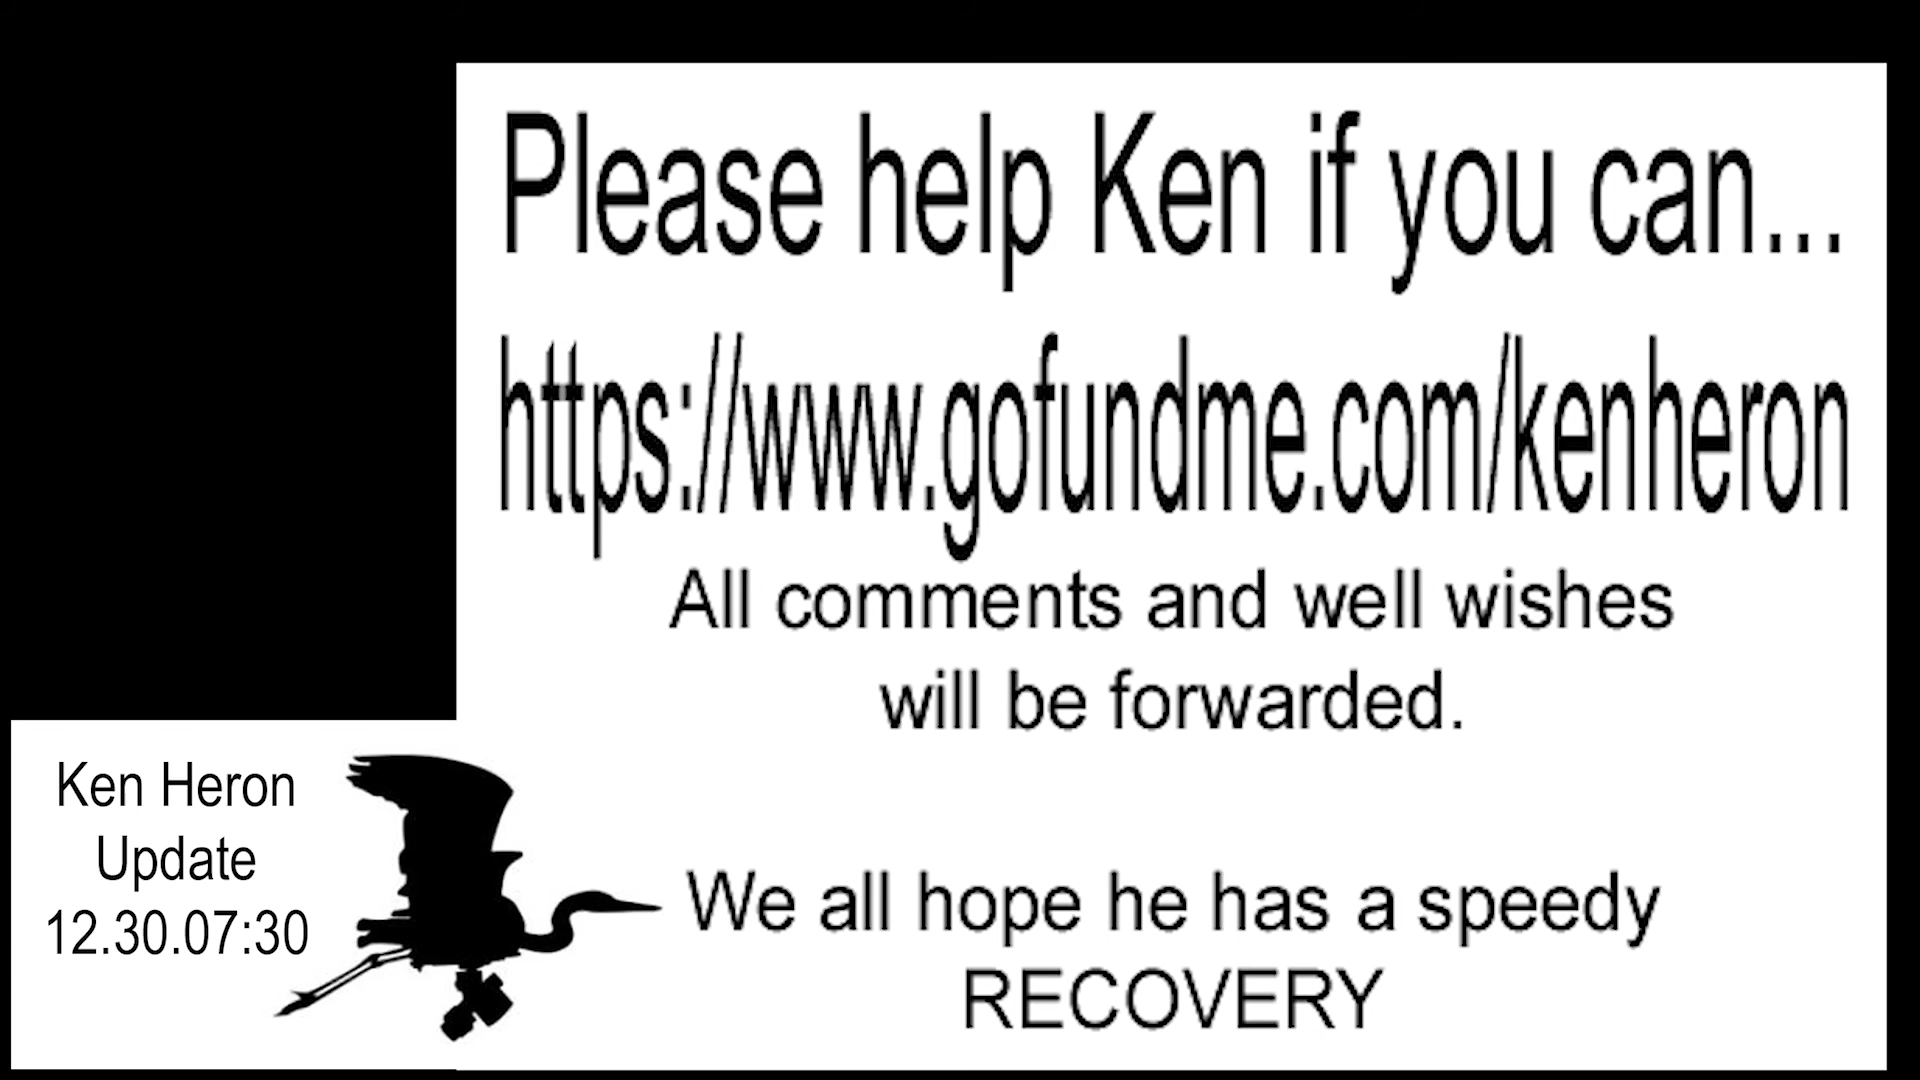 Please help Ken if you can...
https://www.gofundme.com/kenheron
All comments and well wishes
will be forwarded.
We all hope he has a speedy
RECOVERY
Ken Heron
Update
12.30.07:30